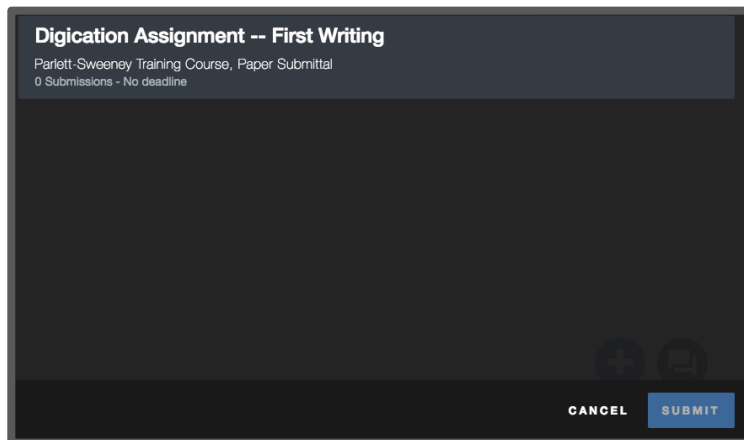 Digication Assignment -- First Writing
Parlett-Sweeney Training Course, Paper Submittal
0 Submissions - No deadline
CANCEL SUBMIT